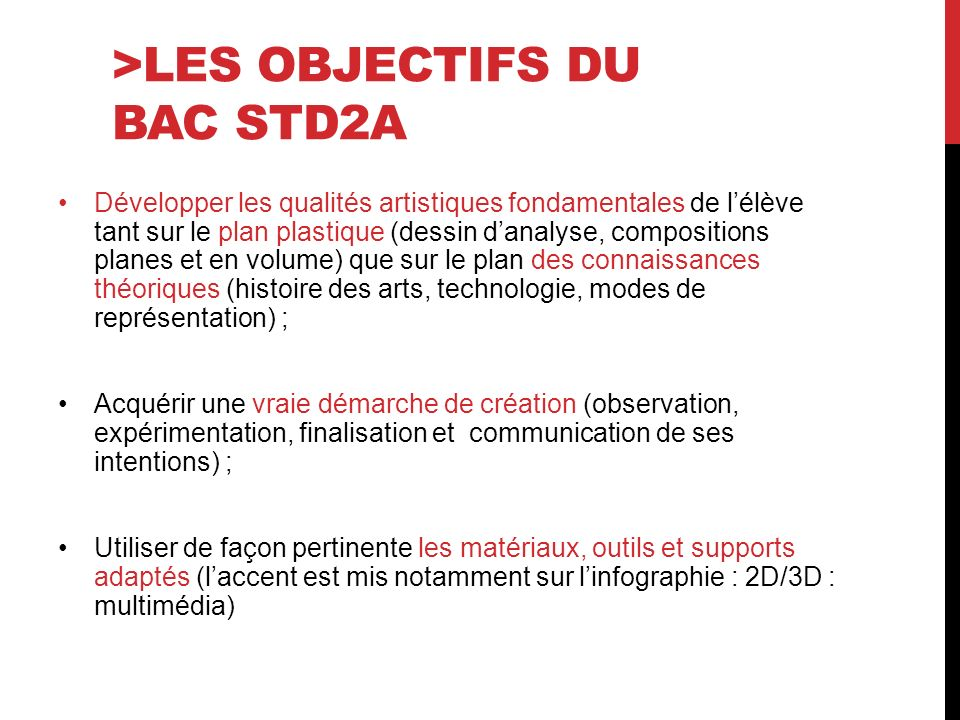 >LES OBJECTIFS DU
BAC STD2A
• Développer les qualités artistiques fondamentales de l’élève
tant sur le plan plastique (dessin d’analyse, compositions
planes et en volume) que sur le plan des connaissances
théoriques (histoire des arts, technologie, modes de
représentation) ;
• Acquérir une vraie démarche de création (observation,
expérimentation, finalisation et  communication de ses
intentions) ;
• Utiliser de façon pertinente les matériaux, outils et supports
adaptés (l’accent est mis notamment sur l’infographie : 2D/3D :
multimédia)